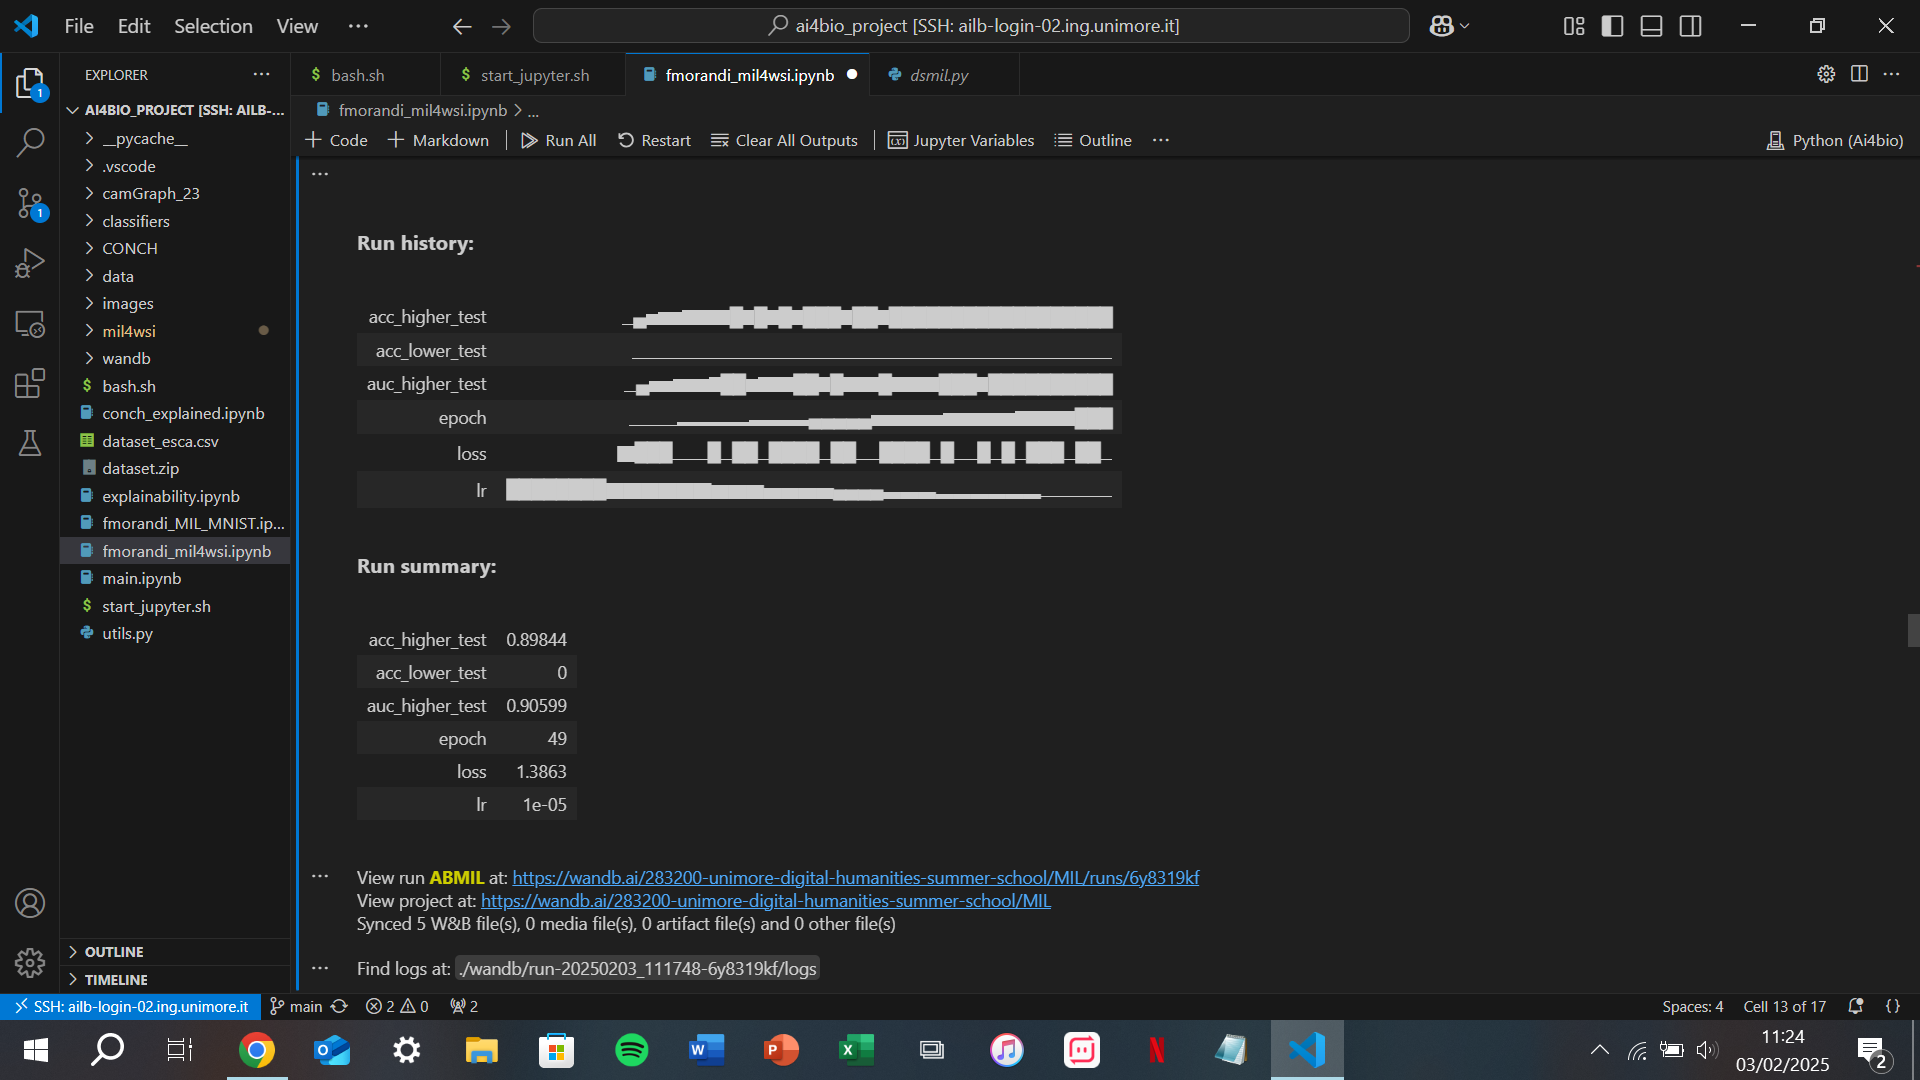 File Edit Selection View ···
ai4bio_project [SSH: ailb-login-02.ing.unimore.it]
EXPLORER ···
AI4BIO_PROJECT [SSH: AILB-...
__pycache__
.vscode
camGraph_23
classifiers
CONCH
data
images
mil4wsi
wandb
bash.sh
conch_explained.ipynb
dataset_esca.csv
dataset.zip
explainability.ipynb
fmorandi_MIL_MNIST.ip...
fmorandi_mil4wsi.ipynb
main.ipynb
start_jupyter.sh
utils.py
OUTLINE
TIMELINE
1
1
bash.sh start_jupyter.sh fmorandi_mil4wsi.ipynb dsmil.py
fmorandi_mil4wsi.ipynb > ...
Code Markdown Run All Restart Clear All Outputs Jupyter Variables Outline ··· Python (Ai4bio)
Run history:
acc_higher_test
acc_lower_test
auc_higher_test
epoch
loss
lr
Run summary:
acc_higher_test 0.89844
acc_lower_test 0
auc_higher_test 0.90599
epoch 49
loss 1.3863
lr 1e-05
View run ABMIL at: https://wandb.ai/283200-unimore-digital-humanities-summer-school/MIL/runs/6y8319kf
View project at: https://wandb.ai/283200-unimore-digital-humanities-summer-school/MIL
Synced 5 W&B file(s), 0 media file(s), 0 artifact file(s) and 0 other file(s)
Find logs at: ./wandb/run-20250203_111748-6y8319kf/logs
SSH: ailb-login-02.ing.unimore.it main 2 0 2 Spaces: 4 Cell 13 of 17 {}
11:24
03/02/2025
2